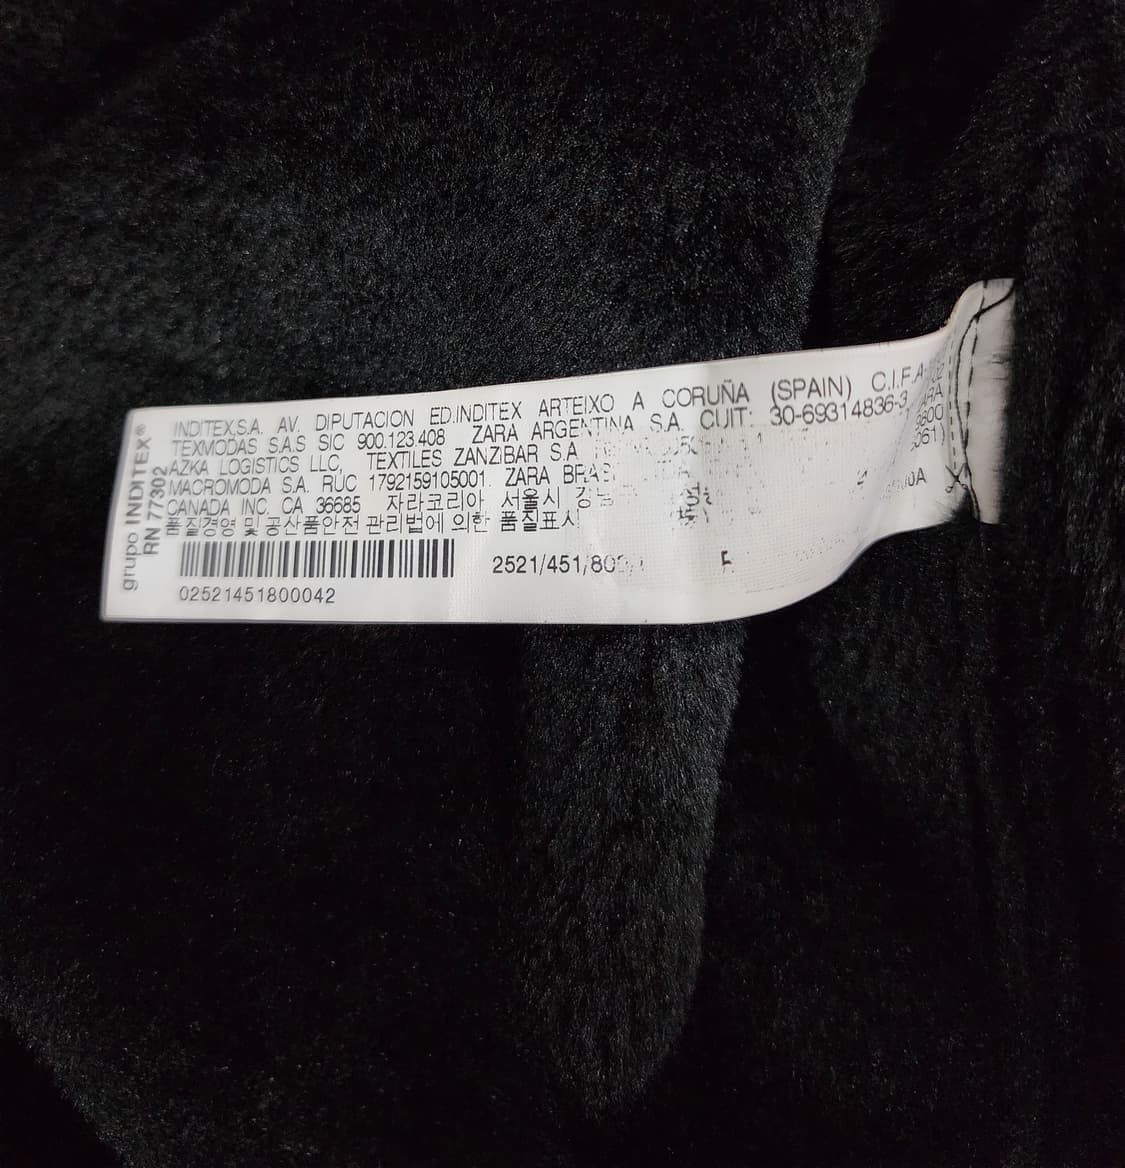 grupo INDITEX®
RN 77302
INDITEX,S.A. AV. DIPUTACION ED.INDITEX ARTEIXO A CORUÑA (SPAIN) C.I.F.A
TEXMODAS S.A.S SIC 900.123.408 ZARA ARGENTINA S.A. CUIT: 30-69314836-3,
AZKA LOGISTICS LLC, TEXTILES ZANZIBAR S.A
MACROMODA S.A. RUC 1792159105001. ZARA
CANADA INC. CA 36685 자라코리아 서울시
품질경영 및 공산품안전 관리법에 의한 품질표시
2521/451/800
02521451800042